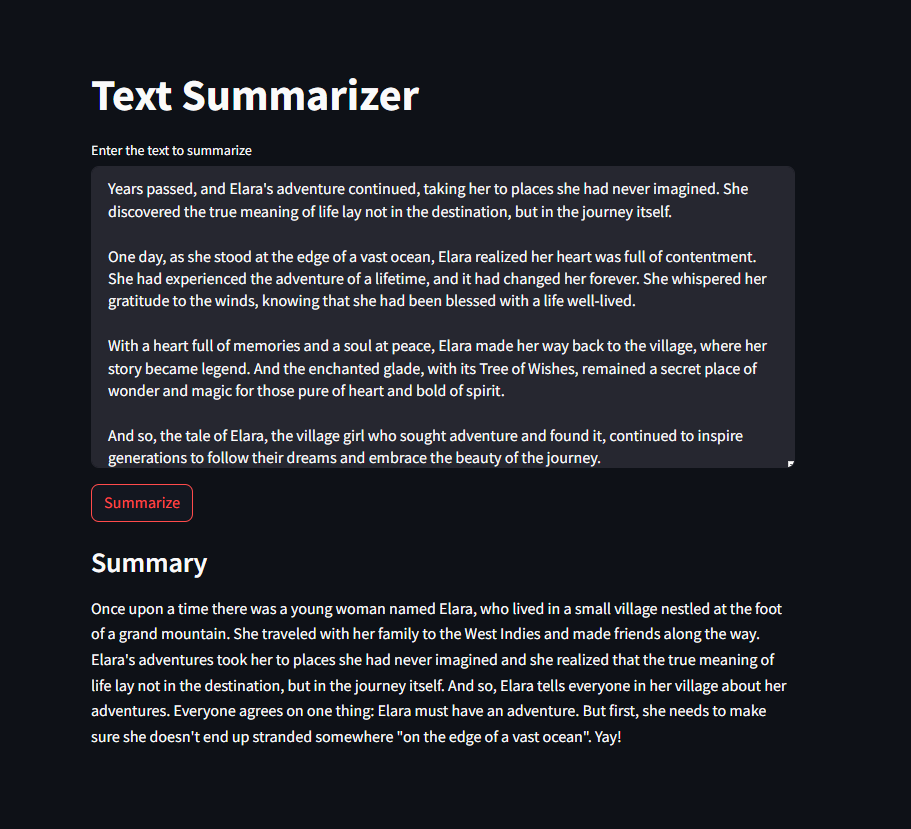 Text Summarizer
Enter the text to summarize
Years passed, and Elara's adventure continued, taking her to places she had never imagined. She
discovered the true meaning of life lay not in the destination, but in the journey itself.
One day, as she stood at the edge of a vast ocean, Elara realized her heart was full of contentment.
She had experienced the adventure of a lifetime, and it had changed her forever. She whispered her
gratitude to the winds, knowing that she had been blessed with a life well-lived.
With a heart full of memories and a soul at peace, Elara made her way back to the village, where her
story became legend. And the enchanted glade, with its Tree of Wishes, remained a secret place of
wonder and magic for those pure of heart and bold of spirit.
And so, the tale of Elara, the village girl who sought adventure and found it, continued to inspire
generations to follow their dreams and embrace the beauty of the journey.
Summarize
Summary
Once upon a time there was a young woman named Elara, who lived in a small village nestled at the foot
of a grand mountain. She traveled with her family to the West Indies and made friends along the way.
Elara's adventures took her to places she had never imagined and she realized that the true meaning of
life lay not in the destination, but in the journey itself. And so, Elara tells everyone in her village about her
adventures. Everyone agrees on one thing: Elara must have an adventure. But first, she needs to make
sure she doesn't end up stranded somewhere "on the edge of a vast ocean". Yay!